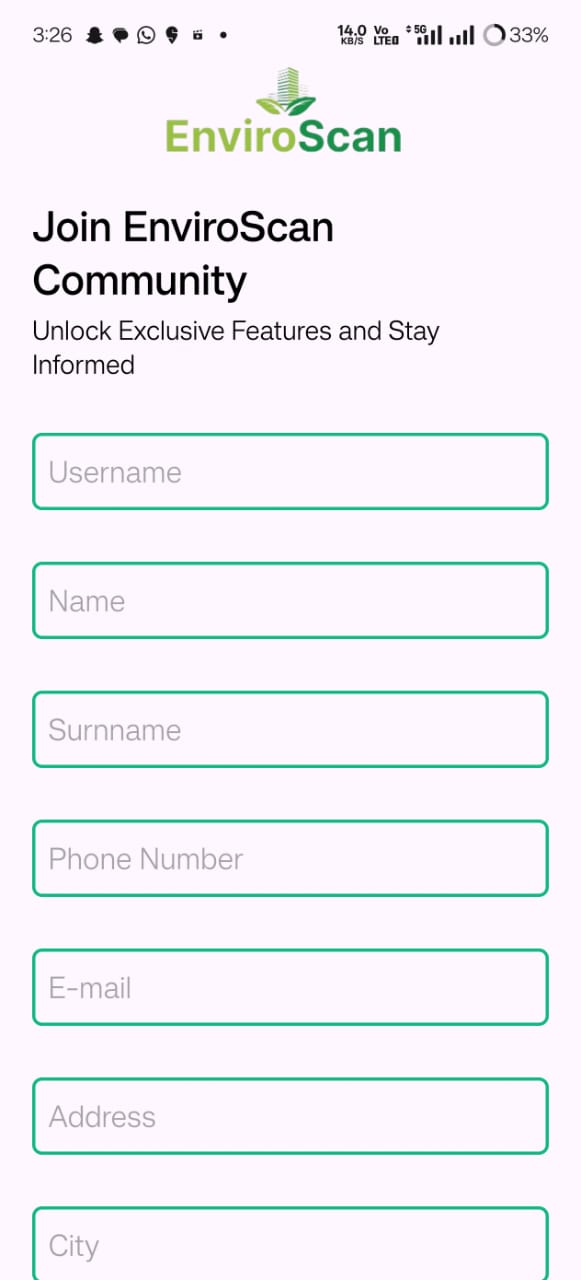 3:26
14.0 KB/S Vo LTE 5G 33%
EnviroScan
Join EnviroScan
Community
Unlock Exclusive Features and Stay
Informed
Username
Name
Surnname
Phone Number
E-mail
Address
City